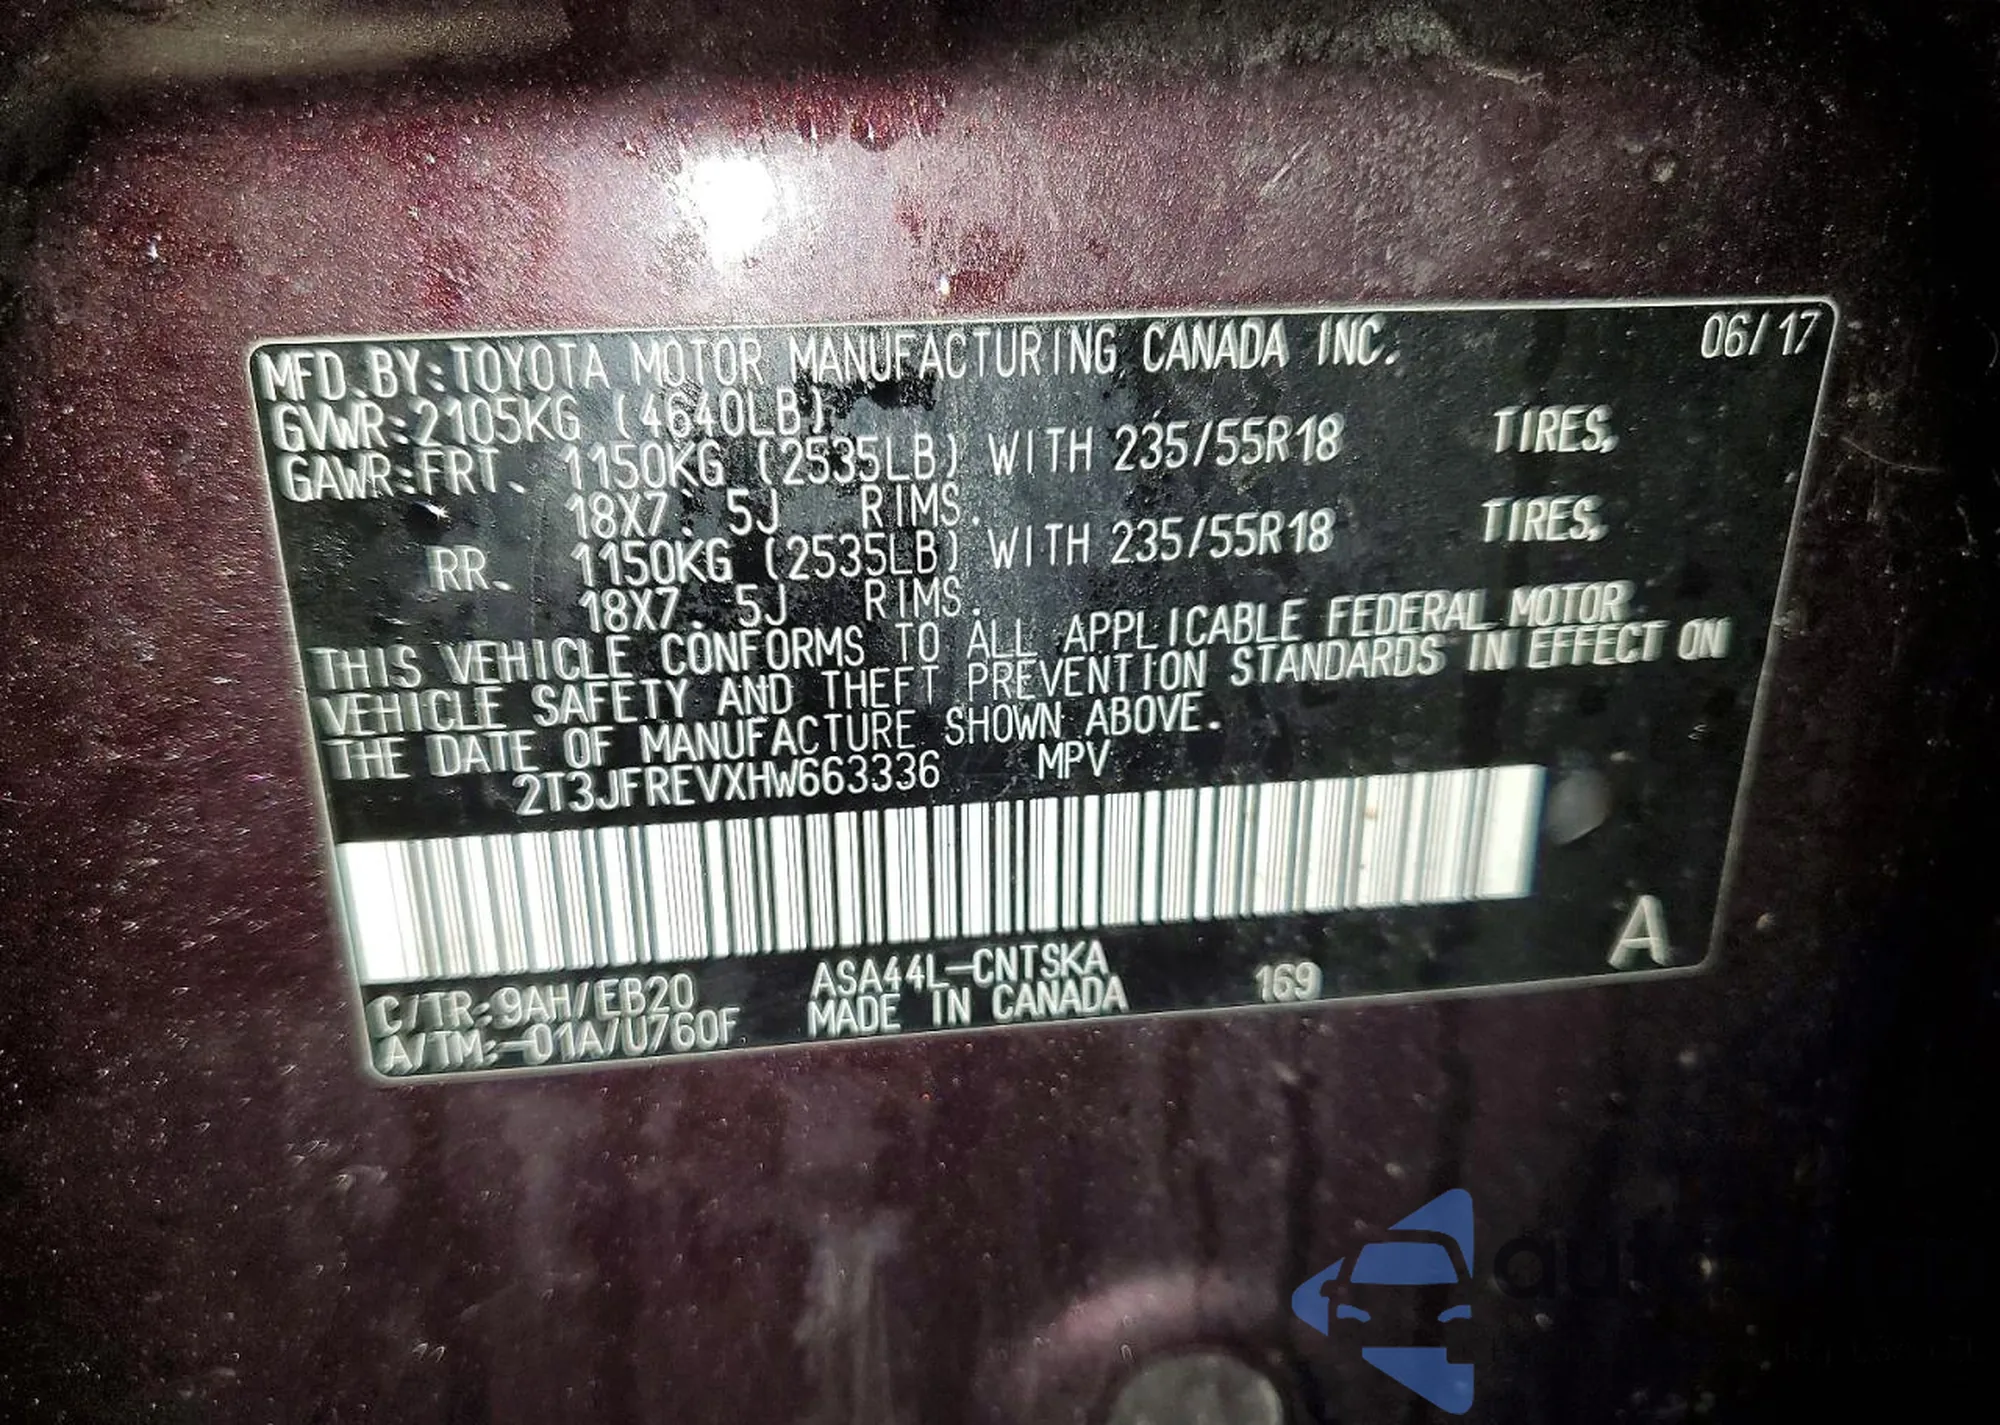 MFD.BY:TOYOTA MOTOR MANUFACTURING CANADA INC. 06/17
GVWR:2105KG (4640LB)
GAWR:FRT. 1150KG (2535LB) WITH 235/55R18 TIRES,
18X7.5J RIMS.
RR. 1150KG (2535LB) WITH 235/55R18 TIRES,
18X7.5J RIMS.
THIS VEHICLE CONFORMS TO ALL APPLICABLE FEDERAL MOTOR
VEHICLE SAFETY AND THEFT PREVENTION STANDARDS IN EFFECT ON
THE DATE OF MANUFACTURE SHOWN ABOVE.
2T3JFREVXHW663336 MPV
C/TR:9AH/EB20 ASA44L-CNTSKA 169 A
A/TM:-01A/U760F MADE IN CANADA